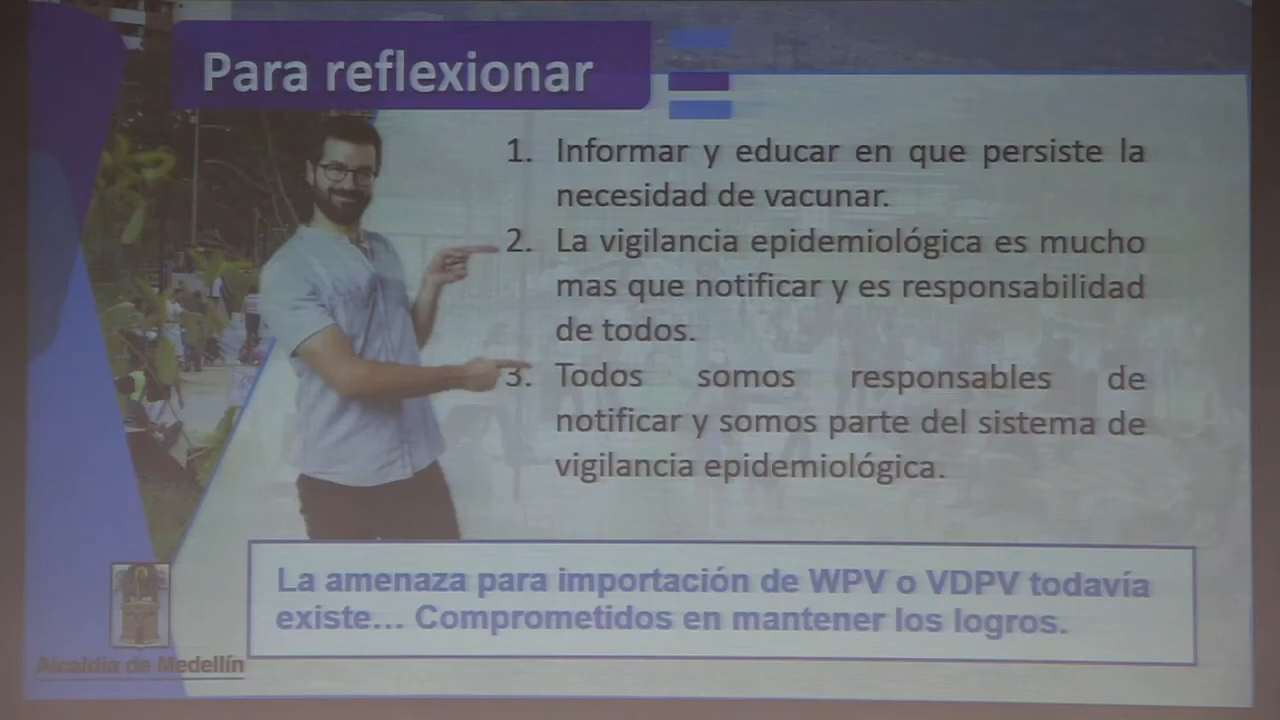 Para reflexionar
1. Informar y educar en que persiste la
necesidad de vacunar.
2. La vigilancia epidemiológica es mucho
mas que notificar y es responsabilidad
de todos.
3. Todos somos responsables de
notificar y somos parte del sistema de
vigilancia epidemiológica.
La amenaza para importación de WPV o VDPV todavía
existe... Comprometidos en mantener los logros.
Alcaldía de Medellín